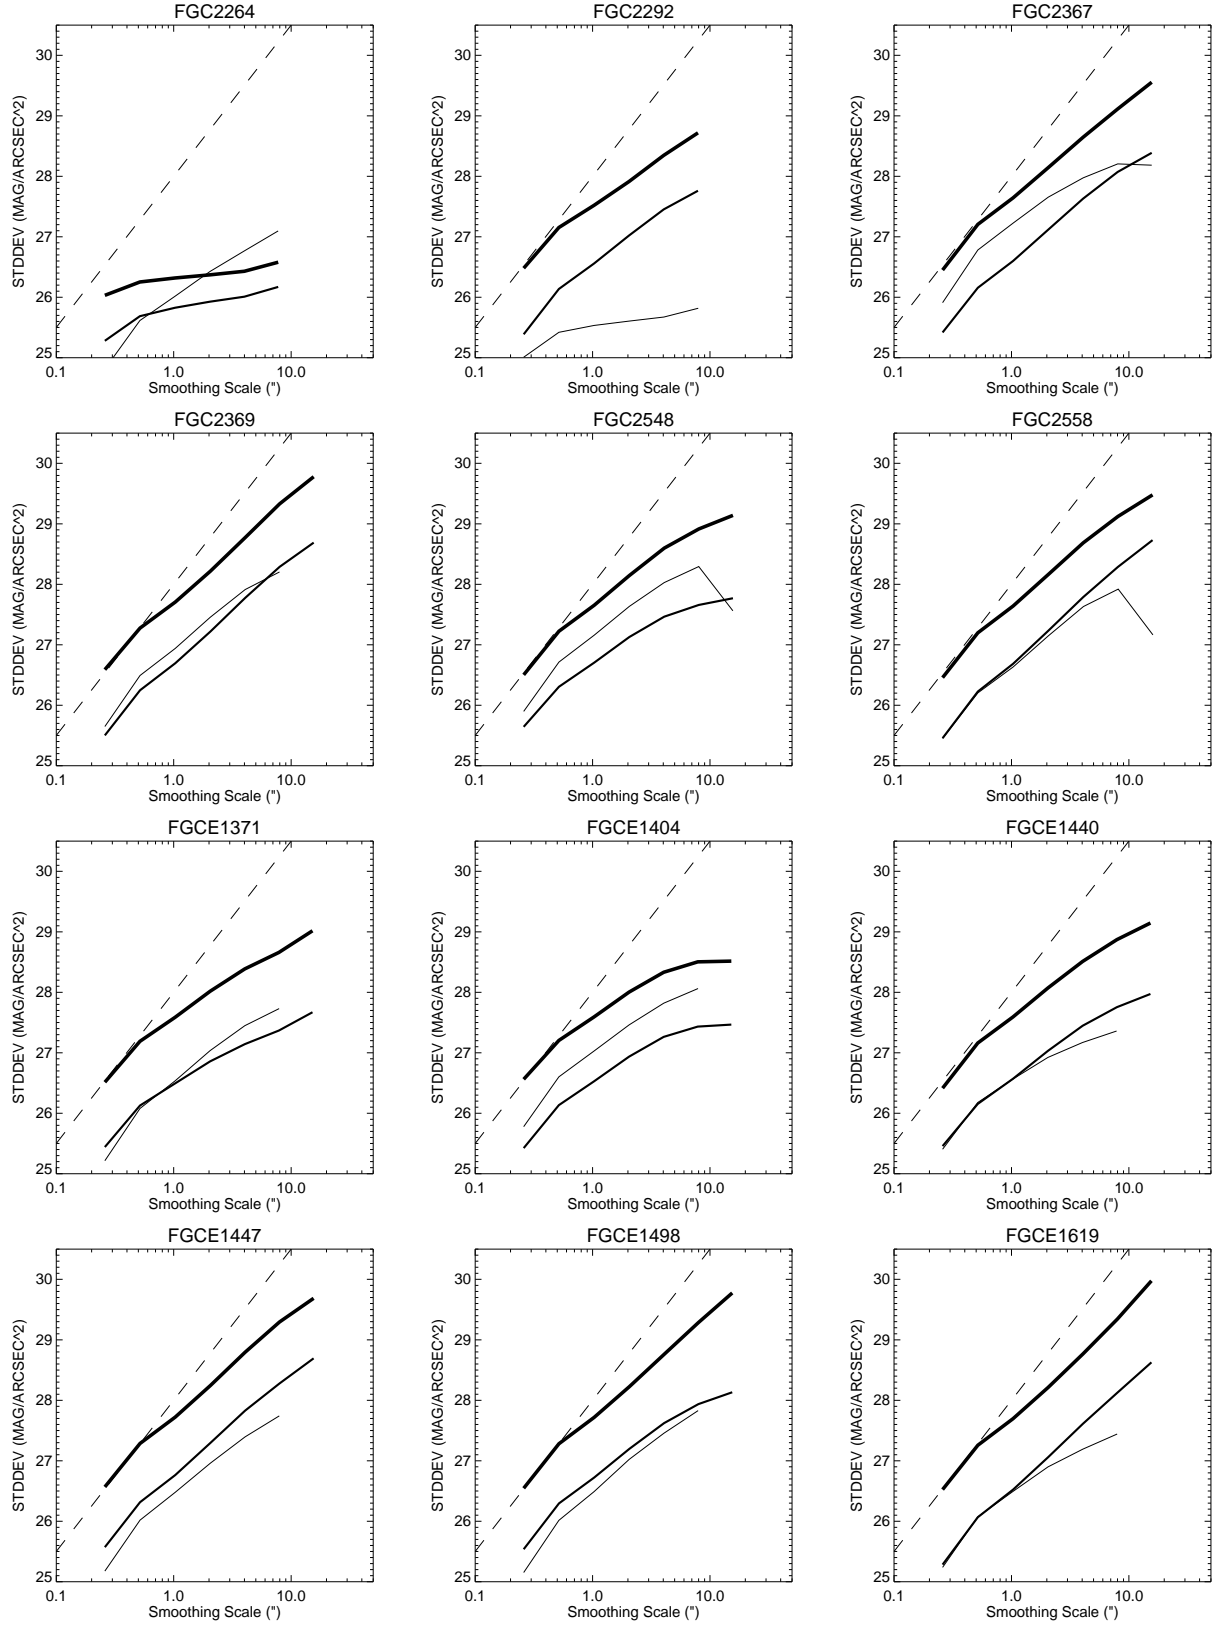 FGC2264
30
29
28
27
26
25
STDDEV (MAG/ARCSEC^2)
0.1 1.0 10.0
Smoothing Scale (")
FGC2292
30
29
28
27
26
25
STDDEV (MAG/ARCSEC^2)
0.1 1.0 10.0
Smoothing Scale (")
FGC2367
30
29
28
27
26
25
STDDEV (MAG/ARCSEC^2)
0.1 1.0 10.0
Smoothing Scale (")
FGC2369
30
29
28
27
26
25
STDDEV (MAG/ARCSEC^2)
0.1 1.0 10.0
Smoothing Scale (")
FGC2548
30
29
28
27
26
25
STDDEV (MAG/ARCSEC^2)
0.1 1.0 10.0
Smoothing Scale (")
FGC2558
30
29
28
27
26
25
STDDEV (MAG/ARCSEC^2)
0.1 1.0 10.0
Smoothing Scale (")
FGCE1371
30
29
28
27
26
25
STDDEV (MAG/ARCSEC^2)
0.1 1.0 10.0
Smoothing Scale (")
FGCE1404
30
29
28
27
26
25
STDDEV (MAG/ARCSEC^2)
0.1 1.0 10.0
Smoothing Scale (")
FGCE1440
30
29
28
27
26
25
STDDEV (MAG/ARCSEC^2)
0.1 1.0 10.0
Smoothing Scale (")
FGCE1447
30
29
28
27
26
25
STDDEV (MAG/ARCSEC^2)
0.1 1.0 10.0
Smoothing Scale (")
FGCE1498
30
29
28
27
26
25
STDDEV (MAG/ARCSEC^2)
0.1 1.0 10.0
Smoothing Scale (")
FGCE1619
30
29
28
27
26
25
STDDEV (MAG/ARCSEC^2)
0.1 1.0 10.0
Smoothing Scale (")